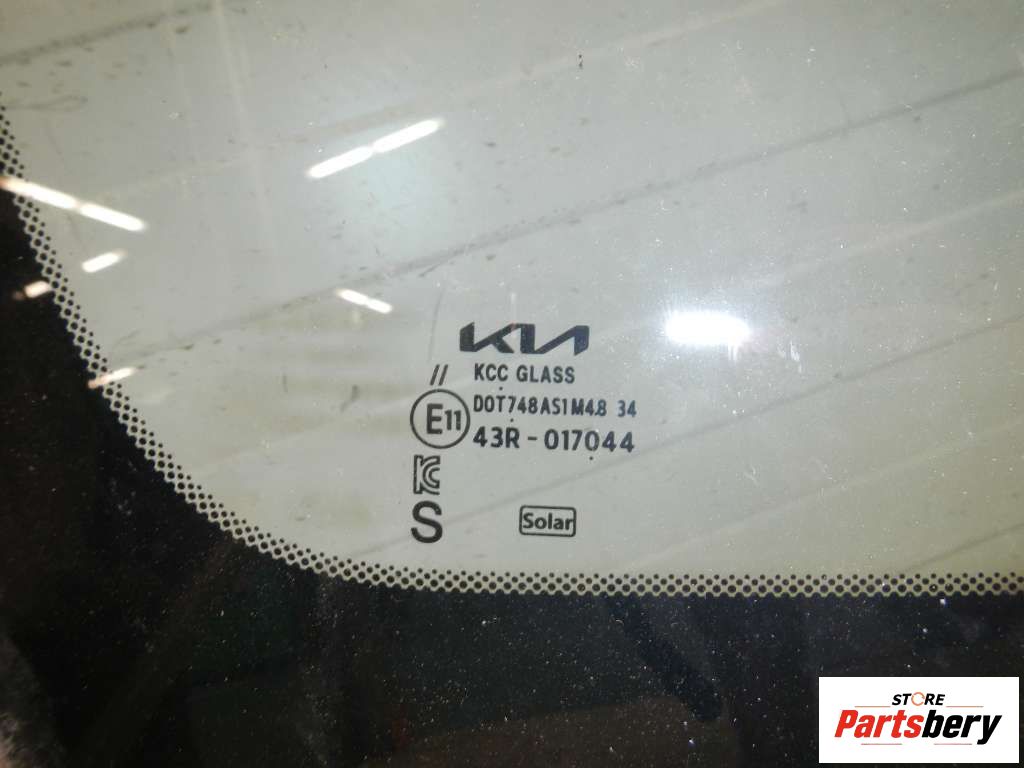 KIA
// KCC GLASS
DOT748AS1M4.8 34
E11 43R-017044
KC
S Solar
STORE
Partsbery